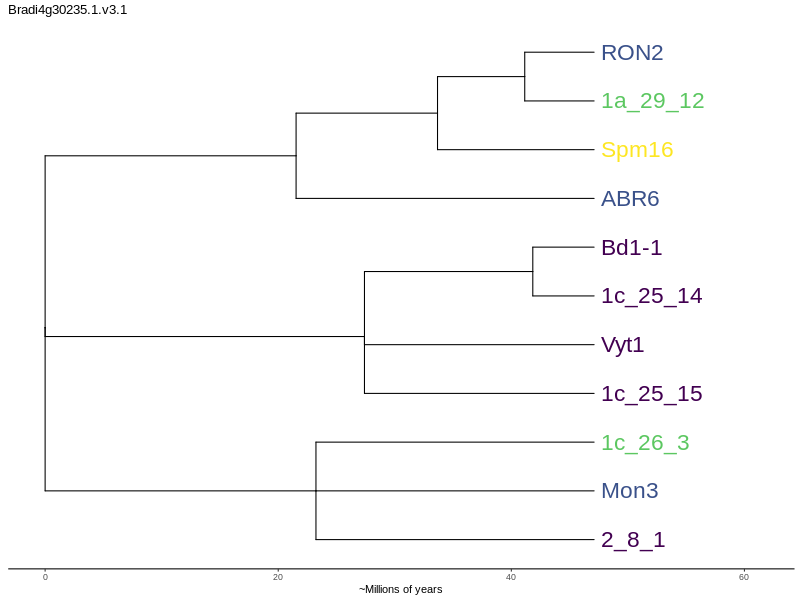 Bradi4g30235.1.v3.1
RON2
1a_29_12
Spm16
ABR6
Bd1-1
1c_25_14
Vyt1
1c_25_15
1c_26_3
Mon3
2_8_1
0 20 40 60
~Millions of years